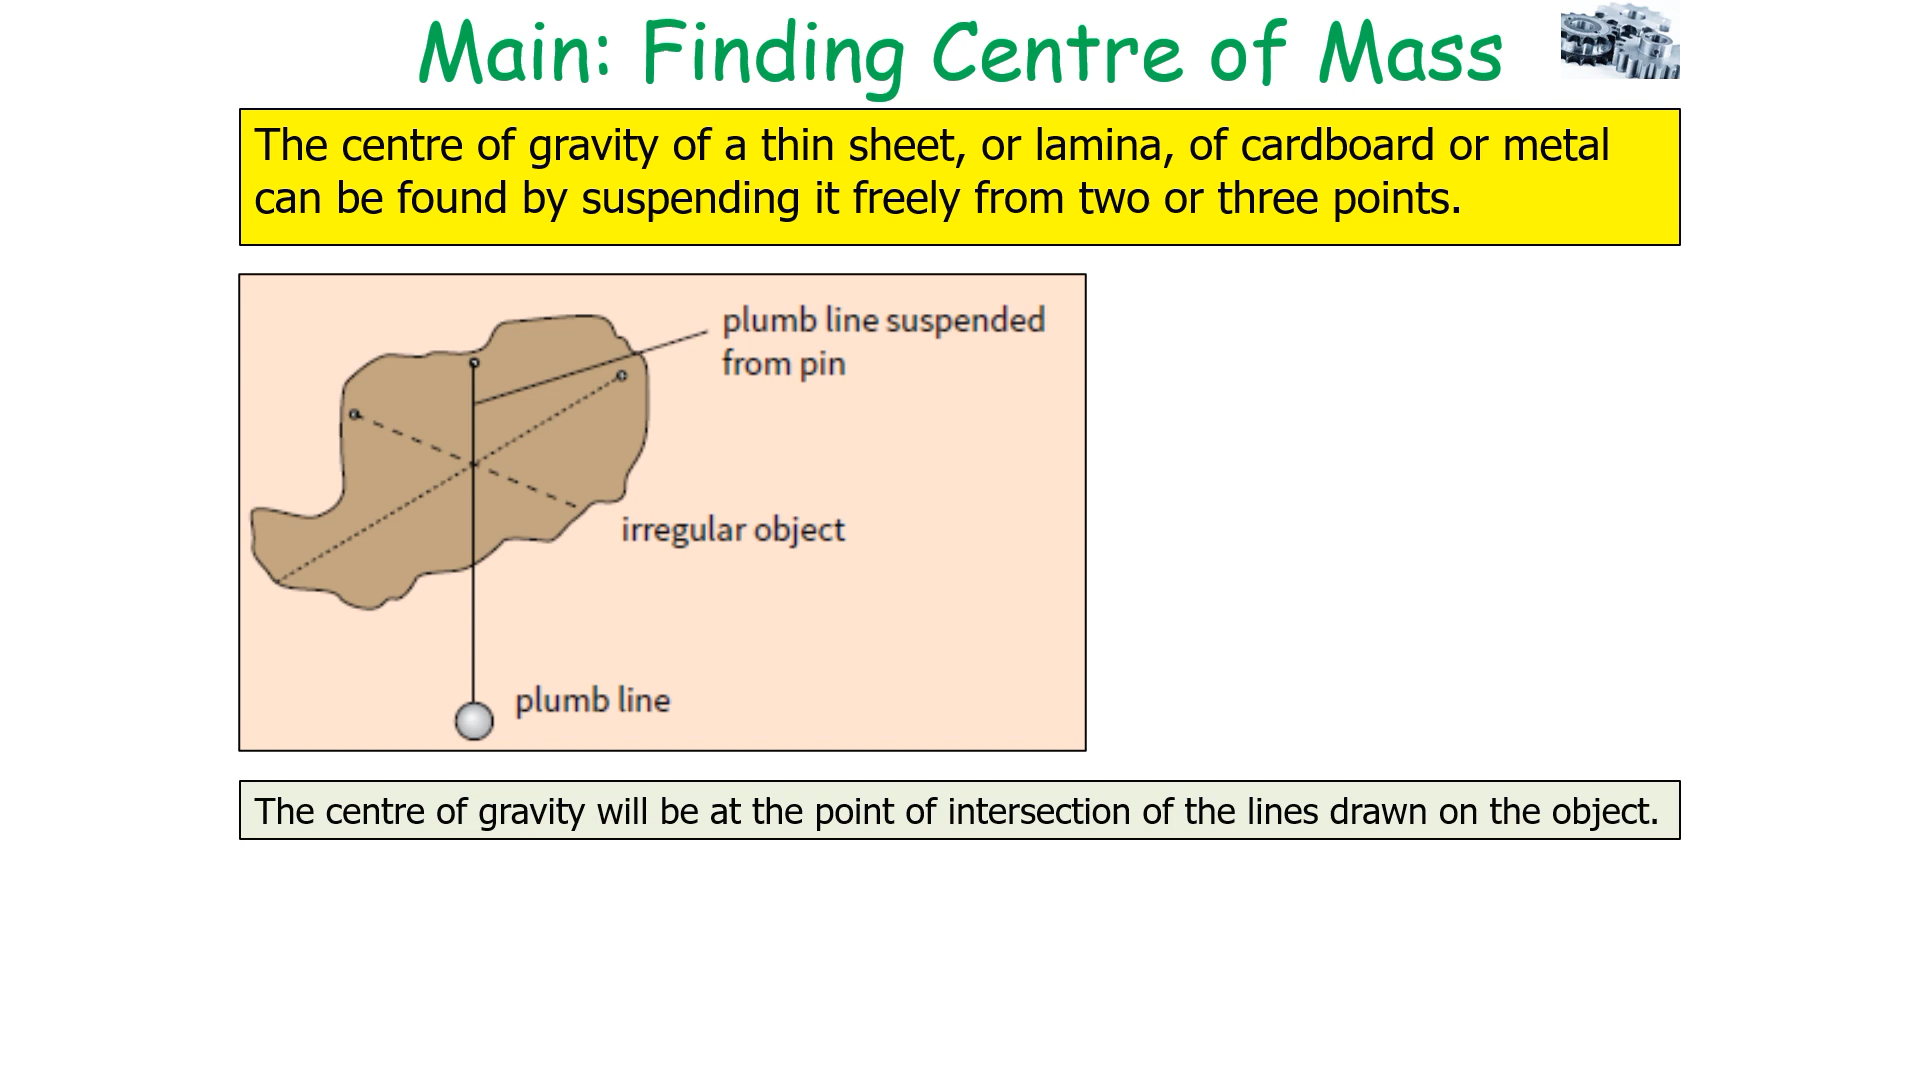 Main: Finding Centre of Mass
The centre of gravity of a thin sheet, or lamina, of cardboard or metal
can be found by suspending it freely from two or three points.
plumb line suspended
from pin
irregular object
plumb line
The centre of gravity will be at the point of intersection of the lines drawn on the object.